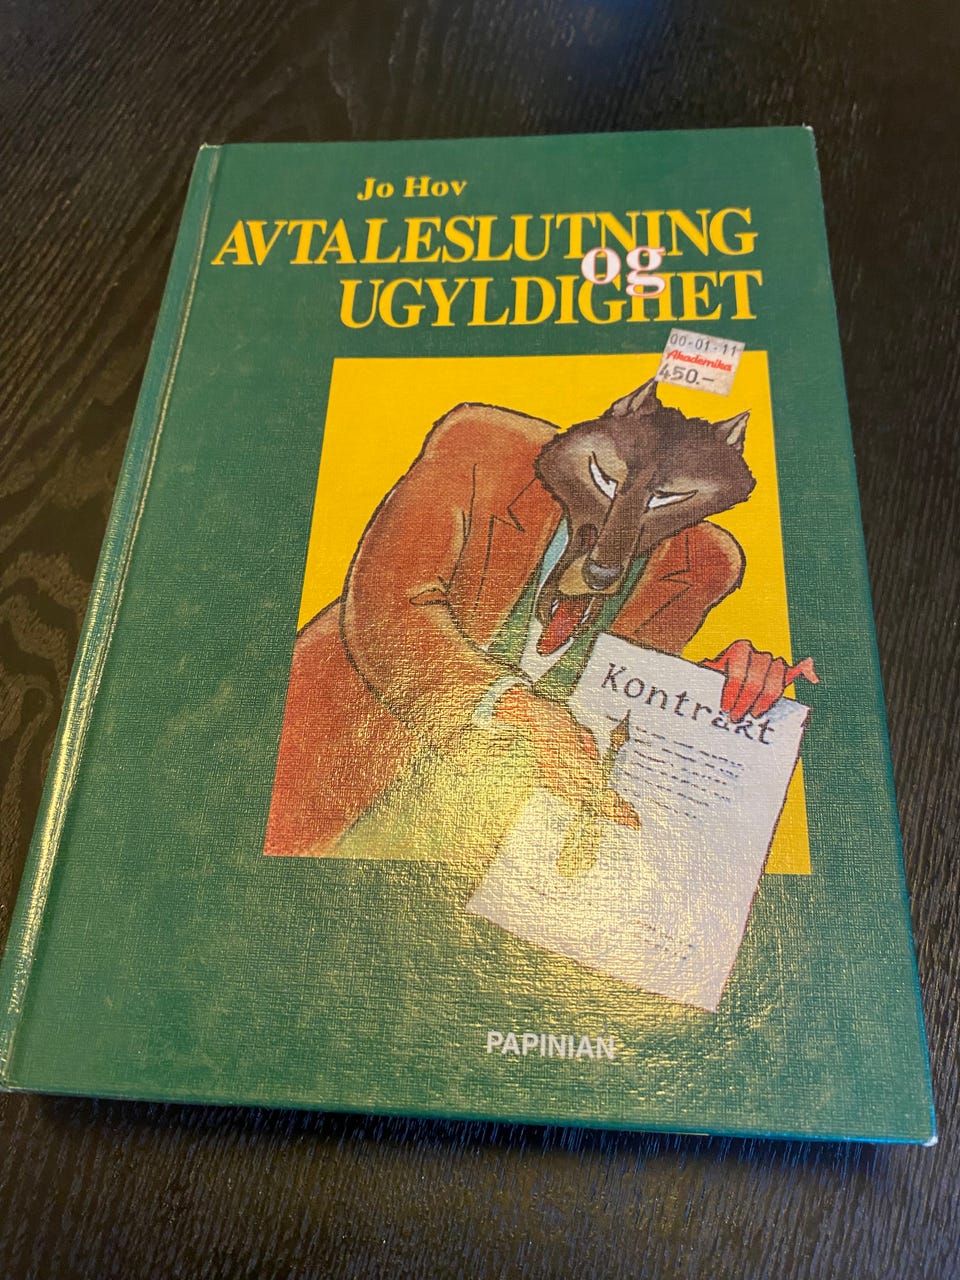 Jo Hov
AVTALESLUTNING
og
UGYLDIGHET
00-01-11
Akademika
450.-
Kontrakt
PAPINIAN